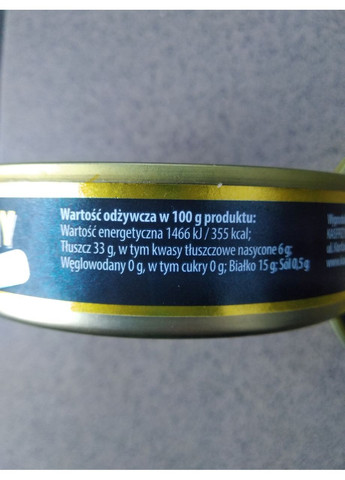 Y
Wartość odżywcza w 100 g produktu:
Wartość energetyczna 1466 kJ / 355 kcal;
Tłuszcz 33 g, w tym kwasy tłuszczowe nasycone 6 g;
Węglowodany 0 g, w tym cukry 0 g; Białko 15 g; Sól 0,5 g